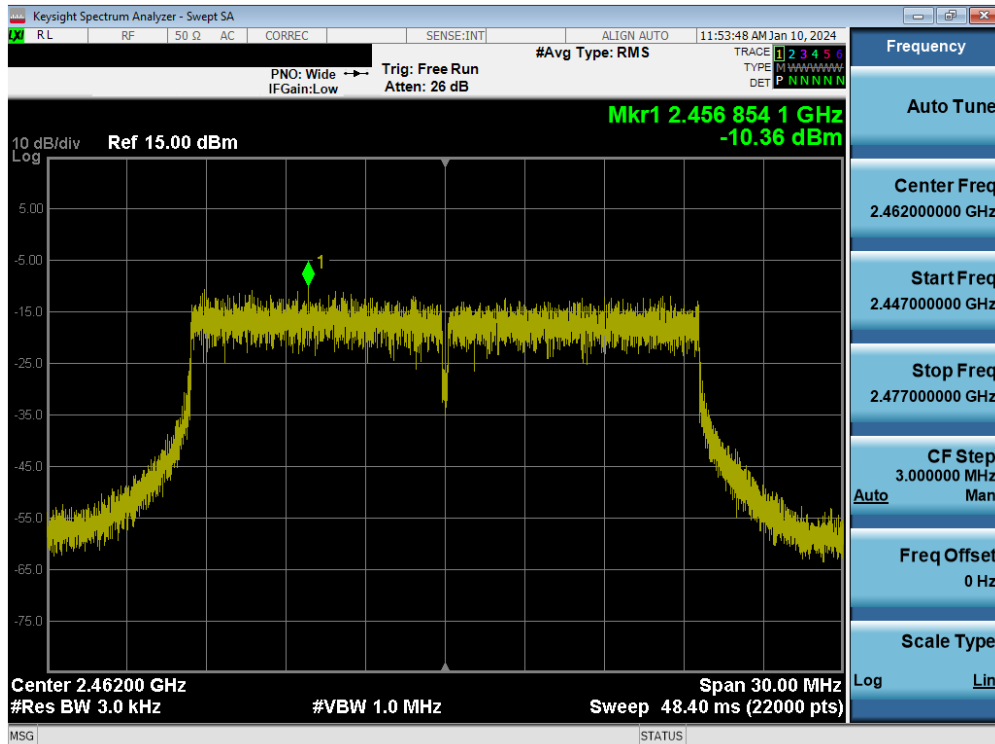 Keysight Spectrum Analyzer - Swept SA
LXI RL RF 50 Ω AC CORREC SENSE:INT ALIGN AUTO 11:53:48 AM Jan 10, 2024
PNO: Wide
IFGain:Low
Trig: Free Run
Atten: 26 dB
#Avg Type: RMS
TRACE 1 2 3 4 5 6
TYPE M WWWWW
DET P N N N N N
Mkr1 2.456 854 1 GHz
-10.36 dBm
10 dB/div
Log
Ref 15.00 dBm
5.00
-5.00
-15.0
-25.0
-35.0
-45.0
-55.0
-65.0
-75.0
1
Center 2.46200 GHz
Span 30.00 MHz
#Res BW 3.0 kHz
#VBW 1.0 MHz
Sweep 48.40 ms (22000 pts)
MSG
STATUS
Frequency
Auto Tune
Center Freq
2.462000000 GHz
Start Freq
2.447000000 GHz
Stop Freq
2.477000000 GHz
CF Step
3.000000 MHz
Auto Man
Freq Offset
0 Hz
Scale Type
Log Lin